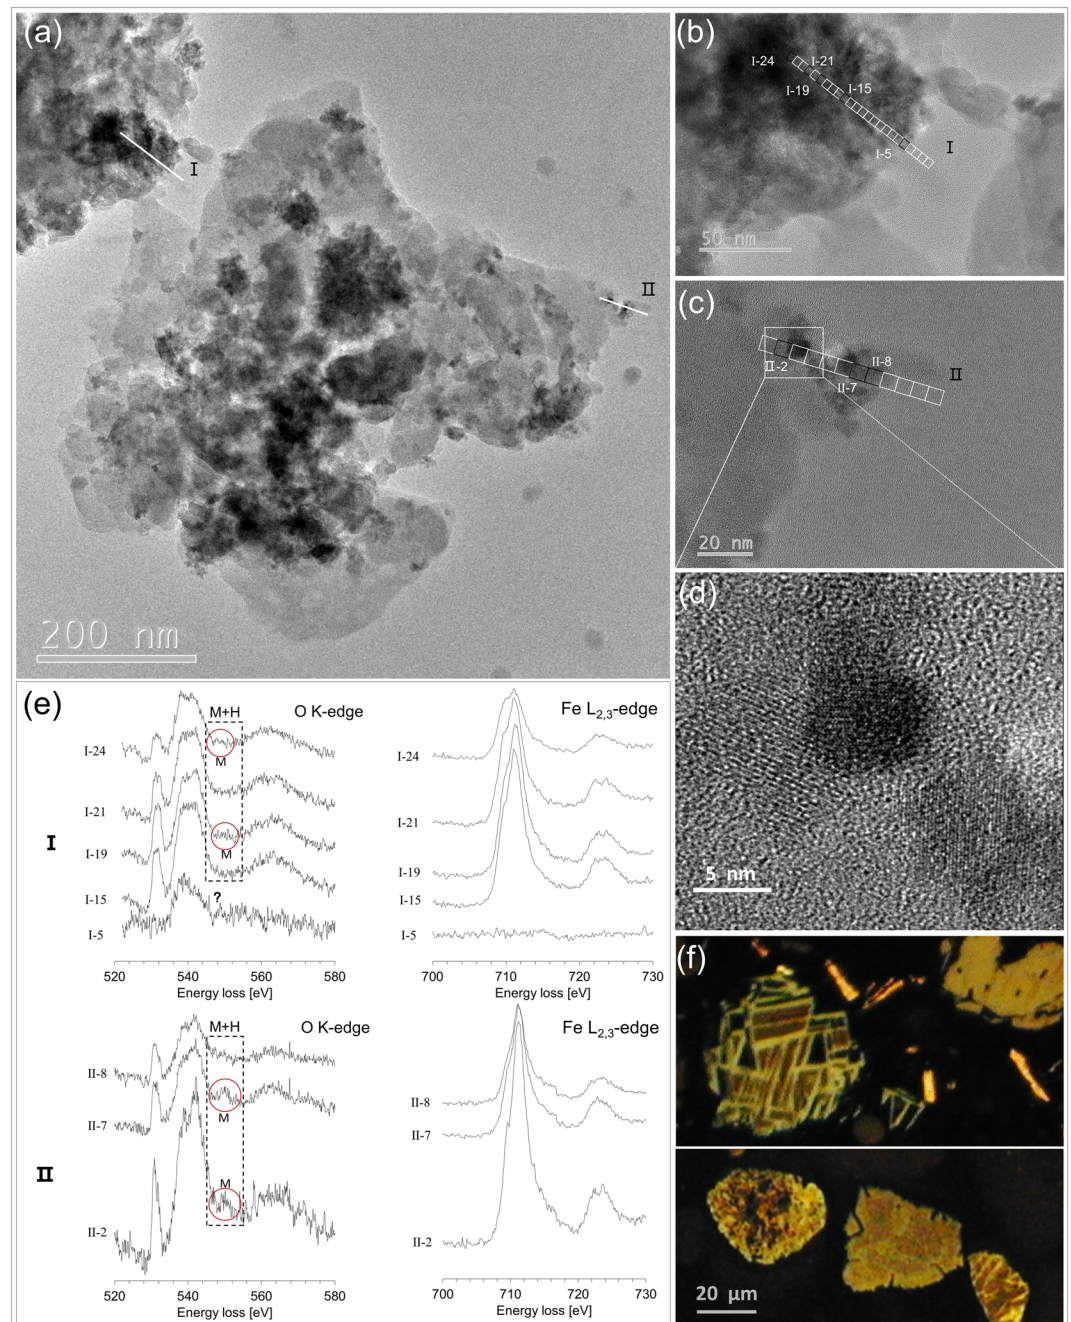 (a)
I
II
200 nm
(b)
I-24
I-21
I-19
I-15
I-5
I
50 nm
(c)
II-2
II-8
II-7
II
20 nm
(d)
5 nm
(e)
M+H
O K-edge
M
I-24
I-21
M
I-19
I-15
?
I-5
I
520 540 560 580
Energy loss [eV]
Fe L2,3-edge
I-24
I-21
I-19
I-15
I-5
700 710 720 730
Energy loss [eV]
M+H
O K-edge
II-8
M
II-7
M
II-2
II
520 540 560 580
Energy loss [eV]
Fe L2,3-edge
II-8
II-7
II-2
700 710 720 730
Energy loss [eV]
(f)
20 µm